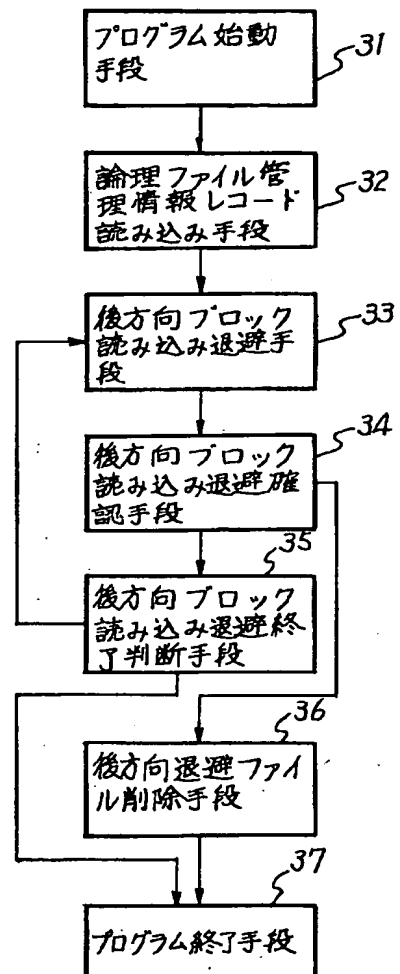 プログラム始動
手段
31
論理ファイル管
理情報レコード
読み込み手段
32
後方向ブロック
読み込み退避手
段
33
後方向ブロック
読み込み退避確
認手段
34
後方向ブロック
読み込み退避終
了判断手段
35
後方向退避ファイ
ル削除手段
36
プログラム終了手段
37